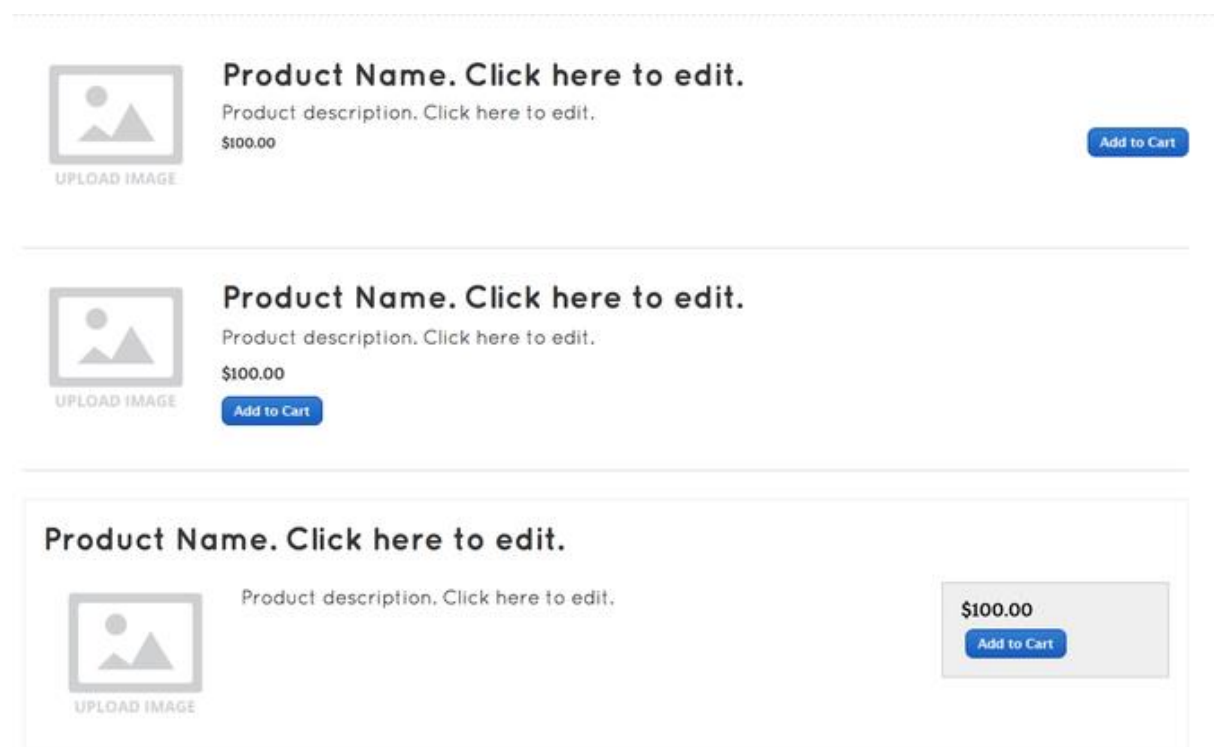 Product Name. Click here to edit.
Product description. Click here to edit.
$100.00
Add to Cart
UPLOAD IMAGE
Product Name. Click here to edit.
Product description. Click here to edit.
$100.00
UPLOAD IMAGE
Add to Cart
Product Name. Click here to edit.
Product description. Click here to edit.
$100.00
Add to Cart
UPLOAD IMAGE